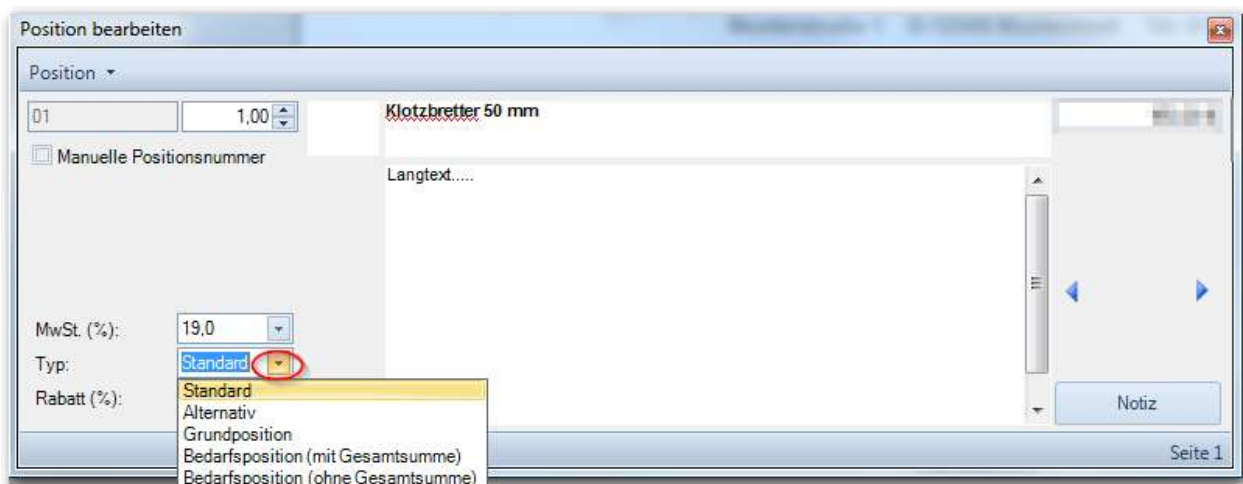 Position bearbeiten
Position
01
1,00
Klotzbretter 50 mm
Manuelle Positionsnummer
Langtext.....
MwSt. (%):
19,0
Typ:
Standard
Rabatt (%):
Standard
Alternativ
Grundposition
Bedarfsposition (mit Gesamtsumme)
Bedarfsposition (ohne Gesamtsumme)
Notiz
Seite 1